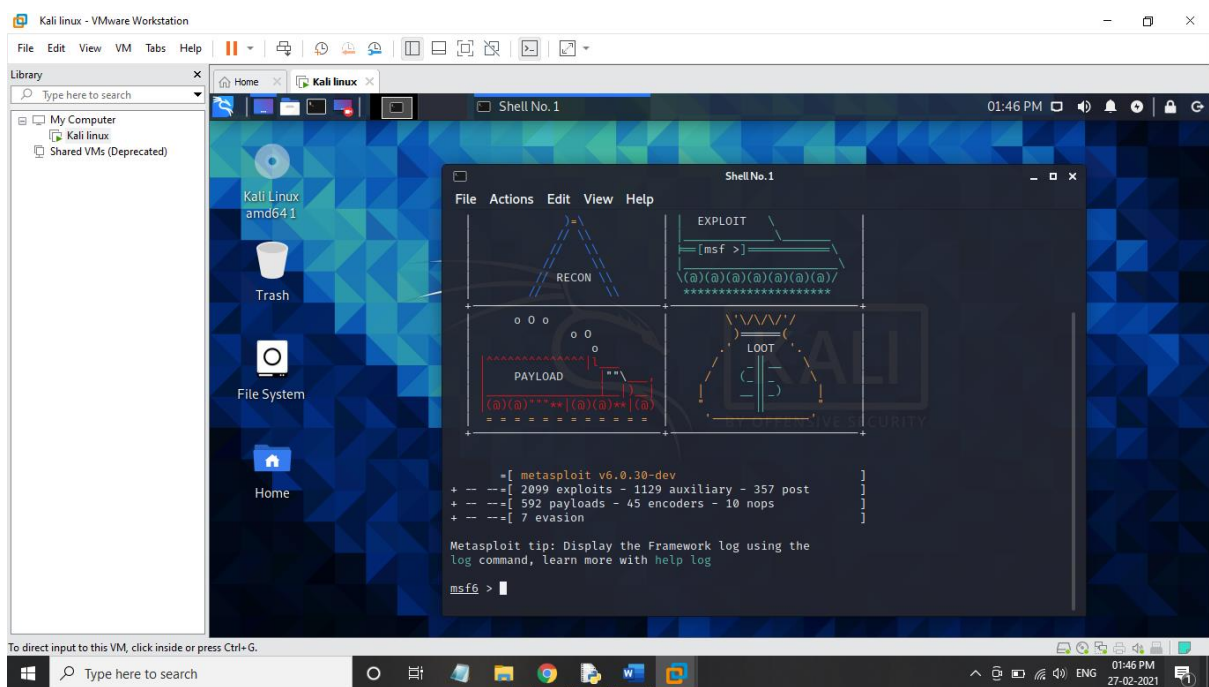 Kali linux - VMware Workstation
File Edit View VM Tabs Help
Library
Type here to search
My Computer
Kali linux
Shared VMs (Deprecated)
Home
Kali linux
Shell No. 1
01:46 PM
Kali Linux
amd64 1
Trash
File System
Home
Shell No. 1
File Actions Edit View Help
RECON
EXPLOIT
[msf >]
\(@)(@)(@)(@)(@)(@)(@)/
*********************
o O o
o O
o
PAYLOAD
LOOT
KALI
BY OFFENSIVE SECURITY
=[ metasploit v6.0.30-dev ]
+ -- --=[ 2099 exploits - 1129 auxiliary - 357 post ]
+ -- --=[ 592 payloads - 45 encoders - 10 nops ]
+ -- --=[ 7 evasion ]
Metasploit tip: Display the Framework log using the
log command, learn more with help log
msf6 >
To direct input to this VM, click inside or press Ctrl+G.
Type here to search
ENG
01:46 PM
27-02-2021
1